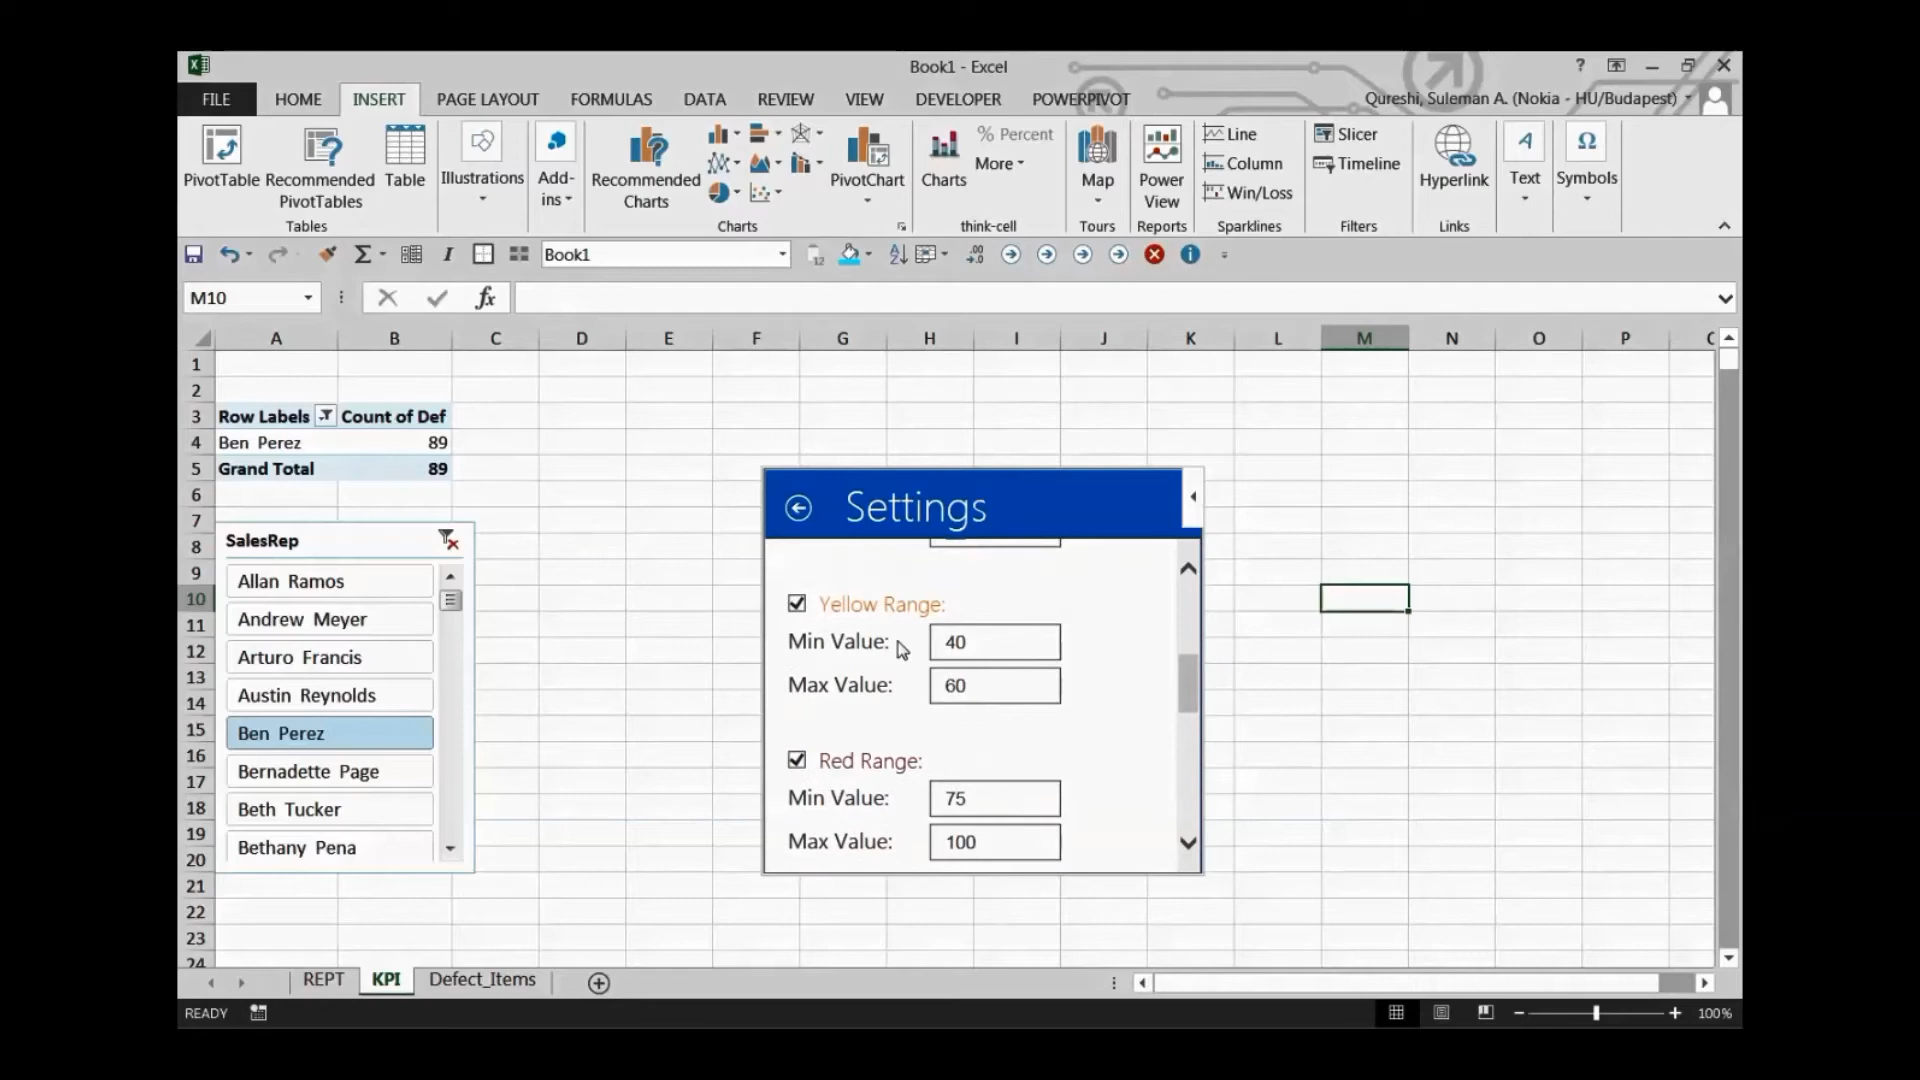 Book1 - Excel
?
FILE HOME INSERT PAGE LAYOUT FORMULAS DATA REVIEW VIEW DEVELOPER POWERPIVOT Qureshi, Suleman A. (Nokia - HU/Budapest)
PivotTable Recommended PivotTables Table
Illustrations
Add-ins
Recommended Charts
PivotChart
Charts
% Percent
More
Map
Power View
Line
Column
Win/Loss
Slicer
Timeline
Hyperlink
Text
Symbols
Tables Charts think-cell Tours Reports Sparklines Filters Links
Book1
M10
fx
A B C D E F G H I J K L M N O P
1
2
3 Row Labels Count of Def
4 Ben Perez 89
5 Grand Total 89
6
7
8
9
10
11
12
13
14
15
16
17
18
19
20
21
22
23
24
SalesRep
Allan Ramos
Andrew Meyer
Arturo Francis
Austin Reynolds
Ben Perez
Bernadette Page
Beth Tucker
Bethany Pena
Settings
Yellow Range:
Min Value: 40
Max Value: 60
Red Range:
Min Value: 75
Max Value: 100
REPT KPI Defect_Items
READY
100%